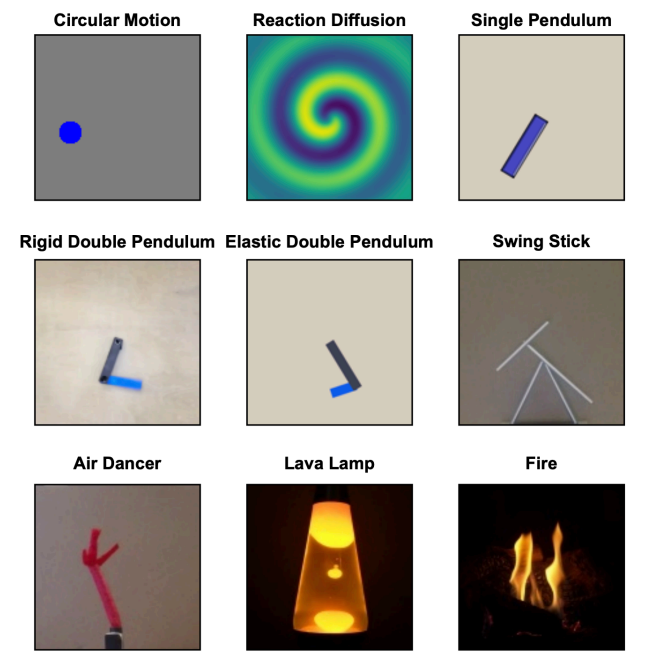 Circular Motion
Reaction Diffusion
Single Pendulum
Rigid Double Pendulum
Elastic Double Pendulum
Swing Stick
Air Dancer
Lava Lamp
Fire